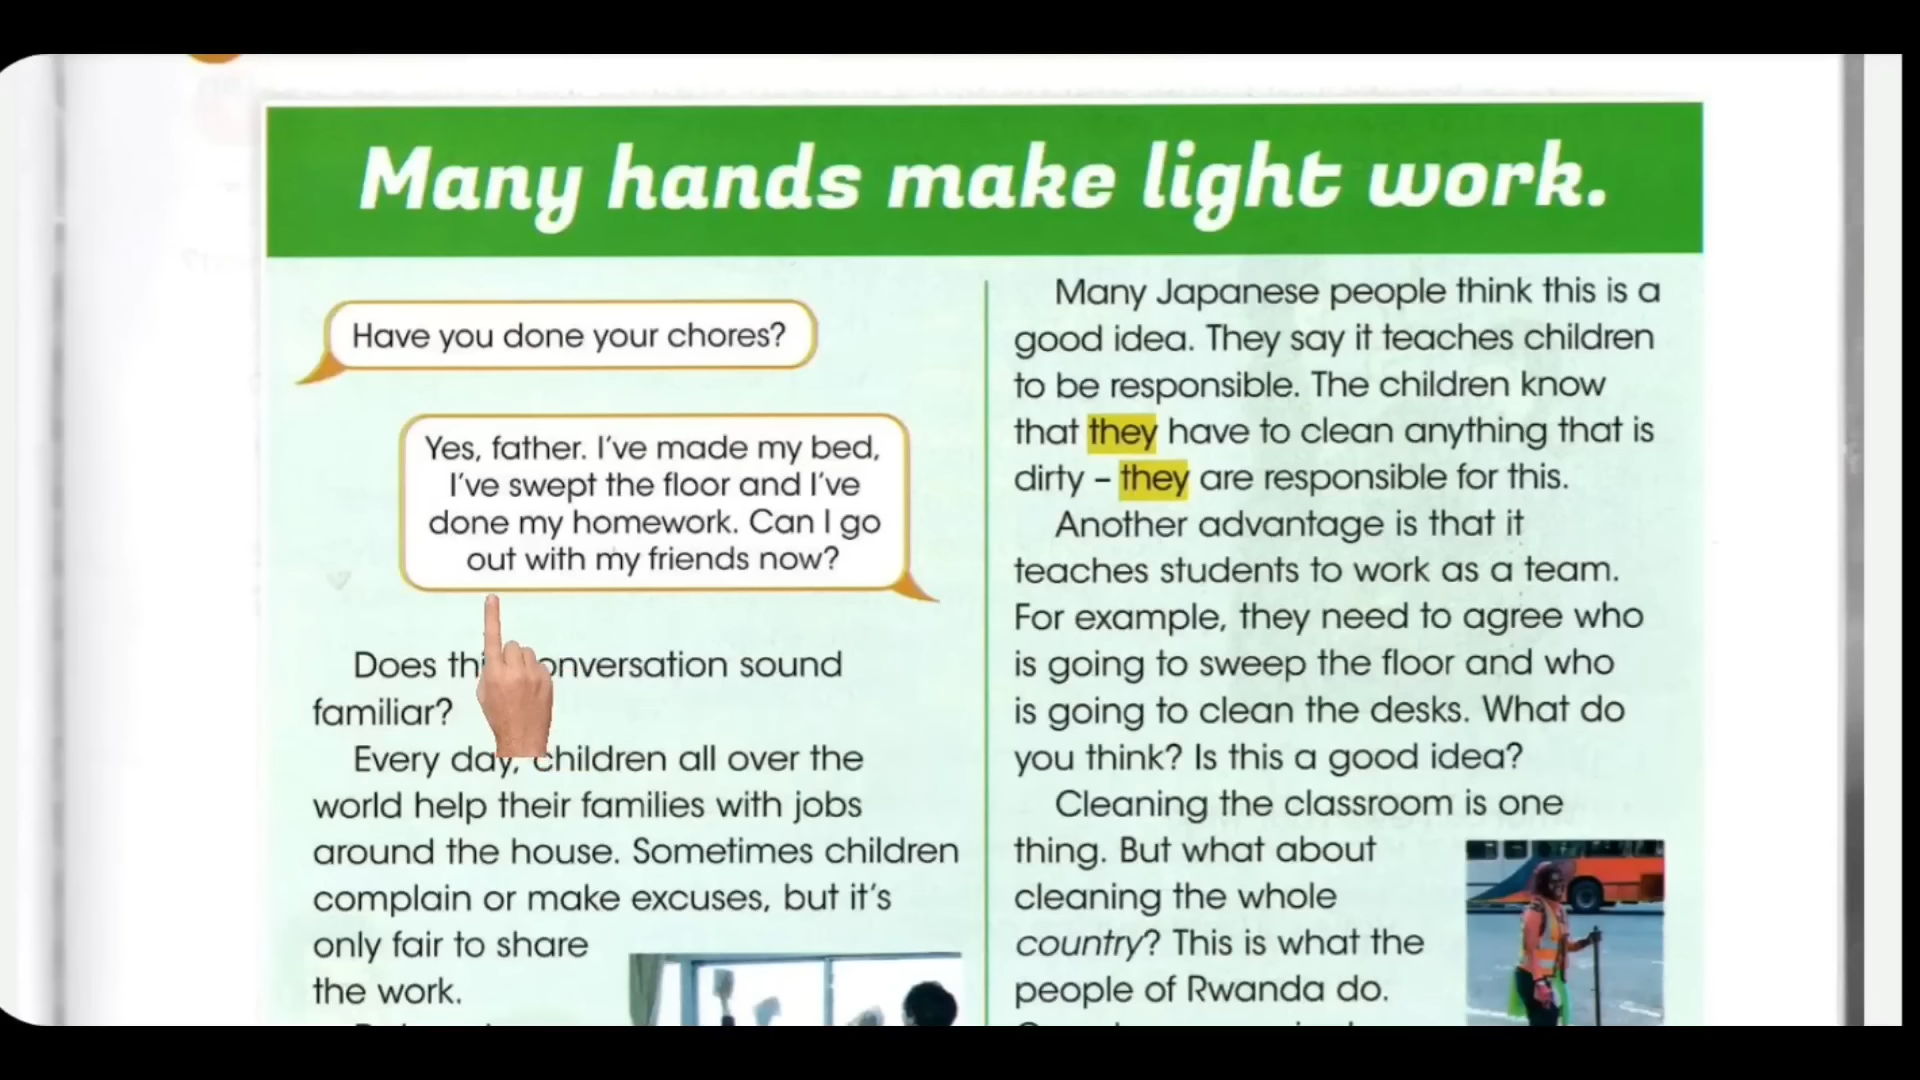 Many hands make light work.
Have you done your chores?
Yes, father. I've made my bed,
I've swept the floor and I've
done my homework. Can I go
out with my friends now?
Does thi onversation sound
familiar?
Every day, children all over the
world help their families with jobs
around the house. Sometimes children
complain or make excuses, but it's
only fair to share
the work.
Many Japanese people think this is a
good idea. They say it teaches children
to be responsible. The children know
that they have to clean anything that is
dirty – they are responsible for this.
Another advantage is that it
teaches students to work as a team.
For example, they need to agree who
is going to sweep the floor and who
is going to clean the desks. What do
you think? Is this a good idea?
Cleaning the classroom is one
thing. But what about
cleaning the whole
country? This is what the
people of Rwanda do.